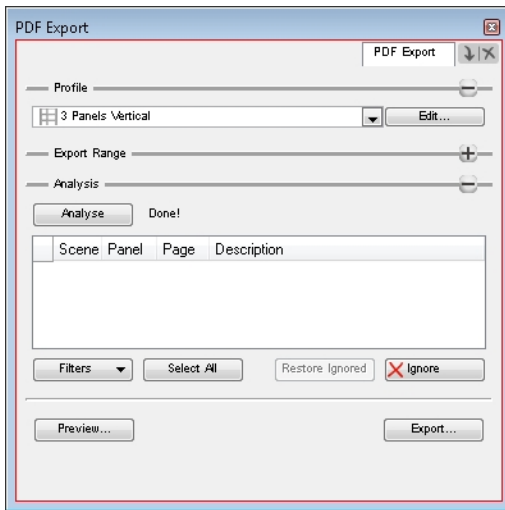 PDF Export
PDF Export
Profile
3 Panels Vertical
Edit...
Export Range
Analysis
Analyse Done!
Scene Panel Page Description
Filters Select All Restore Ignored Ignore
Preview... Export...